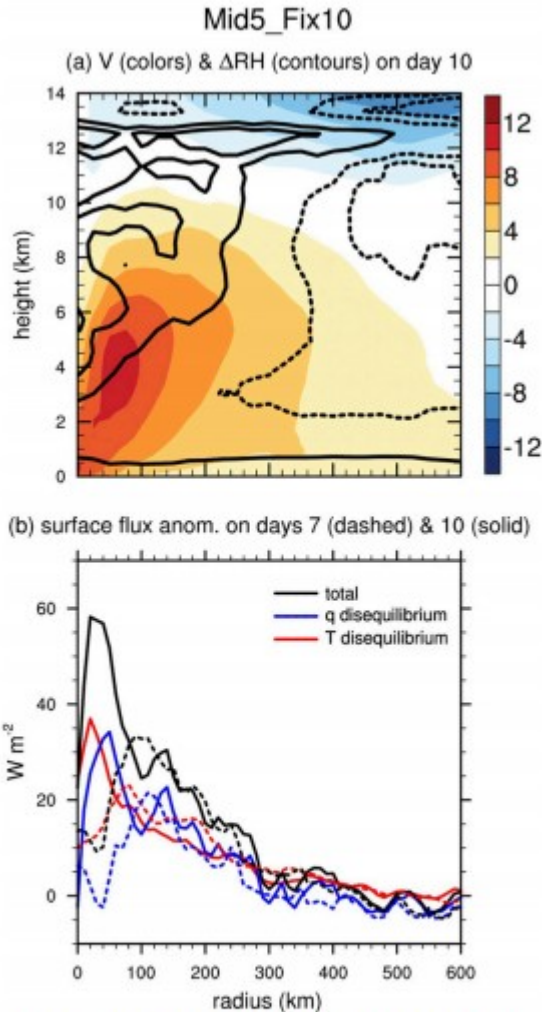 Mid5_Fix10
(a) V (colors) & ΔRH (contours) on day 10
14
12
10
8
6
4
2
0
height (km)
12
8
4
0
-4
-8
-12
(b) surface flux anom. on days 7 (dashed) & 10 (solid)
total
q disequilibrium
T disequilibrium
60
40
20
0
W m-2
0 100 200 300 400 500 600
radius (km)